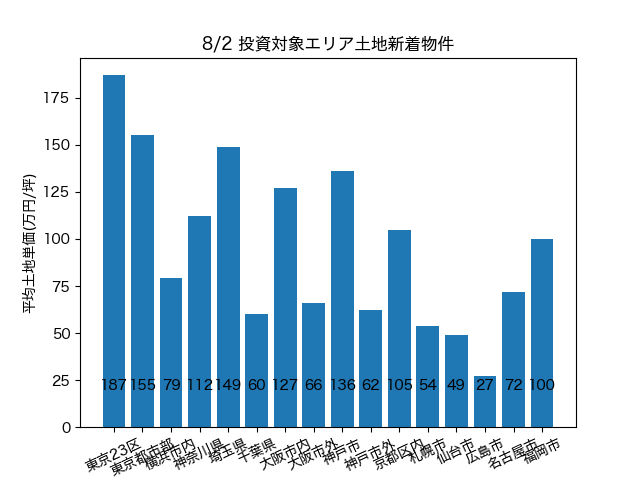 8/2 投資対象エリア土地新着物件
平均土地単価(万円/坪)
175
150
125
100
75
50
25
0
187 155 79 112 149 60 127 66 136 62 105 54 49 27 72 100
東京23区 東京都市部 横浜市内 神奈川県 埼玉県 千葉県 大阪市内 大阪市外 神戸市 神戸市外 京都区内 札幌市 仙台市 広島市 名古屋市 福岡市